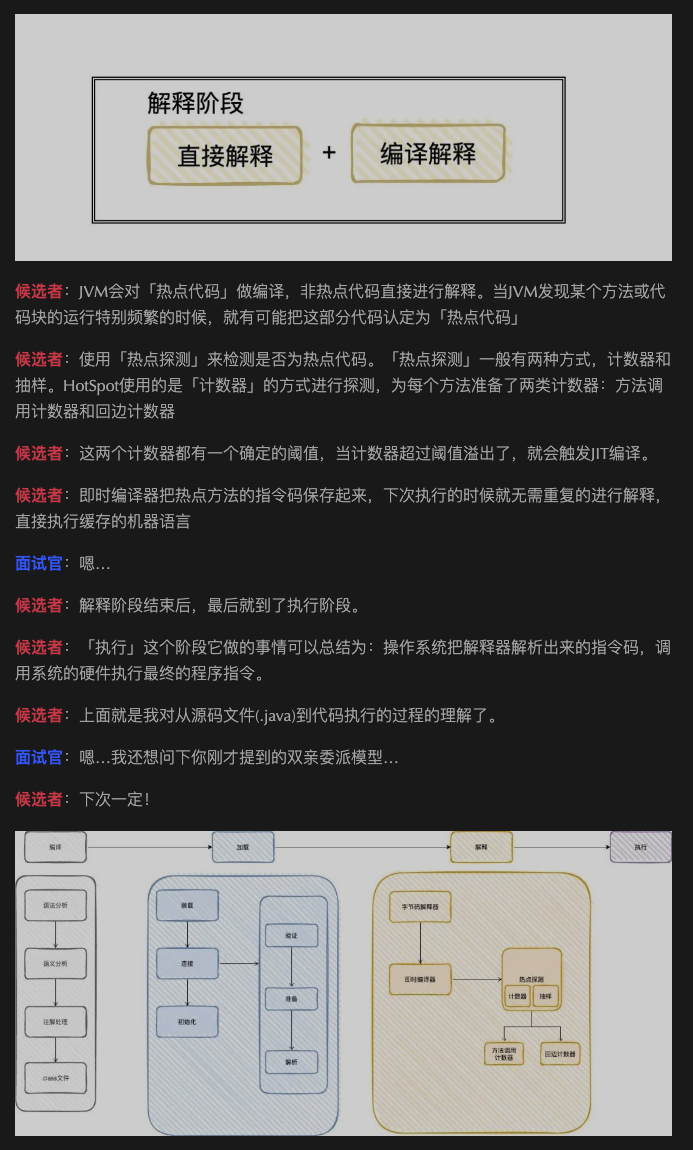 解释阶段
直接解释 + 编译解释
候选者：JVM会对「热点代码」做编译，非热点代码直接进行解释。当JVM发现某个方法或代
码块的运行特别频繁的时候，就有可能把这部分代码认定为「热点代码」
候选者：使用「热点探测」来检测是否为热点代码。「热点探测」一般有两种方式，计数器和
抽样。HotSpot使用的是「计数器」的方式进行探测，为每个方法准备了两类计数器：方法调
用计数器和回边计数器
候选者：这两个计数器都有一个确定的阈值，当计数器超过阈值溢出了，就会触发JIT编译。
候选者：即时编译器把热点方法的指令码保存起来，下次执行的时候就无需重复的进行解释，
直接执行缓存的机器语言
面试官：嗯…
候选者：解释阶段结束后，最后就到了执行阶段。
候选者：「执行」这个阶段它做的事情可以总结为：操作系统把解释器解析出来的指令码，调
用系统的硬件执行最终的程序指令。
候选者：上面就是我对从源码文件(.java)到代码执行的过程的理解了。
面试官：嗯…我还想问下你刚才提到的双亲委派模型…
候选者：下次一定！
编译
加载
解释
执行
语法分析
语义分析
注解处理
.class文件
装载
连接
初始化
验证
准备
解析
字节码解释器
即时编译器
热点探测
计数器
抽样
方法调用
计数器
回边计数器